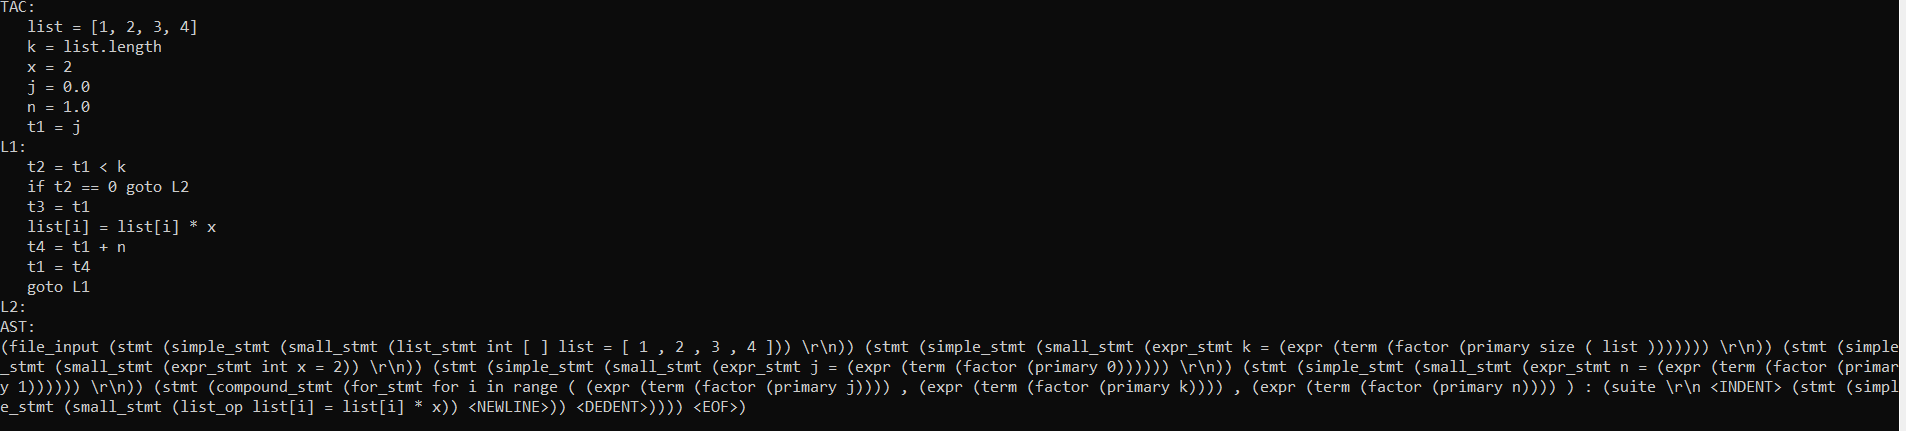 TAC:
   list = [1, 2, 3, 4]
   k = list.length
   x = 2
   j = 0.0
   n = 1.0
   t1 = j
L1:
   t2 = t1 < k
   if t2 == 0 goto L2
   t3 = t1
   list[i] = list[i] * x
   t4 = t1 + n
   t1 = t4
   goto L1
L2:
AST:
(file_input (stmt (simple_stmt (small_stmt (list_stmt int [ ] list = [ 1 , 2 , 3 , 4 ])) \r\n)) (stmt (simple_stmt (small_stmt (expr_stmt k = (expr (term (factor (primary size ( list ))))))) \r\n)) (stmt (simple
_stmt (small_stmt (expr_stmt int x = 2)) \r\n)) (stmt (simple_stmt (small_stmt (expr_stmt j = (expr (term (factor (primary 0)))))) \r\n)) (stmt (simple_stmt (small_stmt (expr_stmt n = (expr (term (factor (primar
y 1)))))) \r\n)) (stmt (compound_stmt (for_stmt for i in range ( (expr (term (factor (primary j)))) , (expr (term (factor (primary k)))) , (expr (term (factor (primary n)))) ) : (suite \r\n <INDENT> (stmt (simpl
e_stmt (small_stmt (list_op list[i] = list[i] * x)) <NEWLINE>)) <DEDENT>)))) <EOF>)